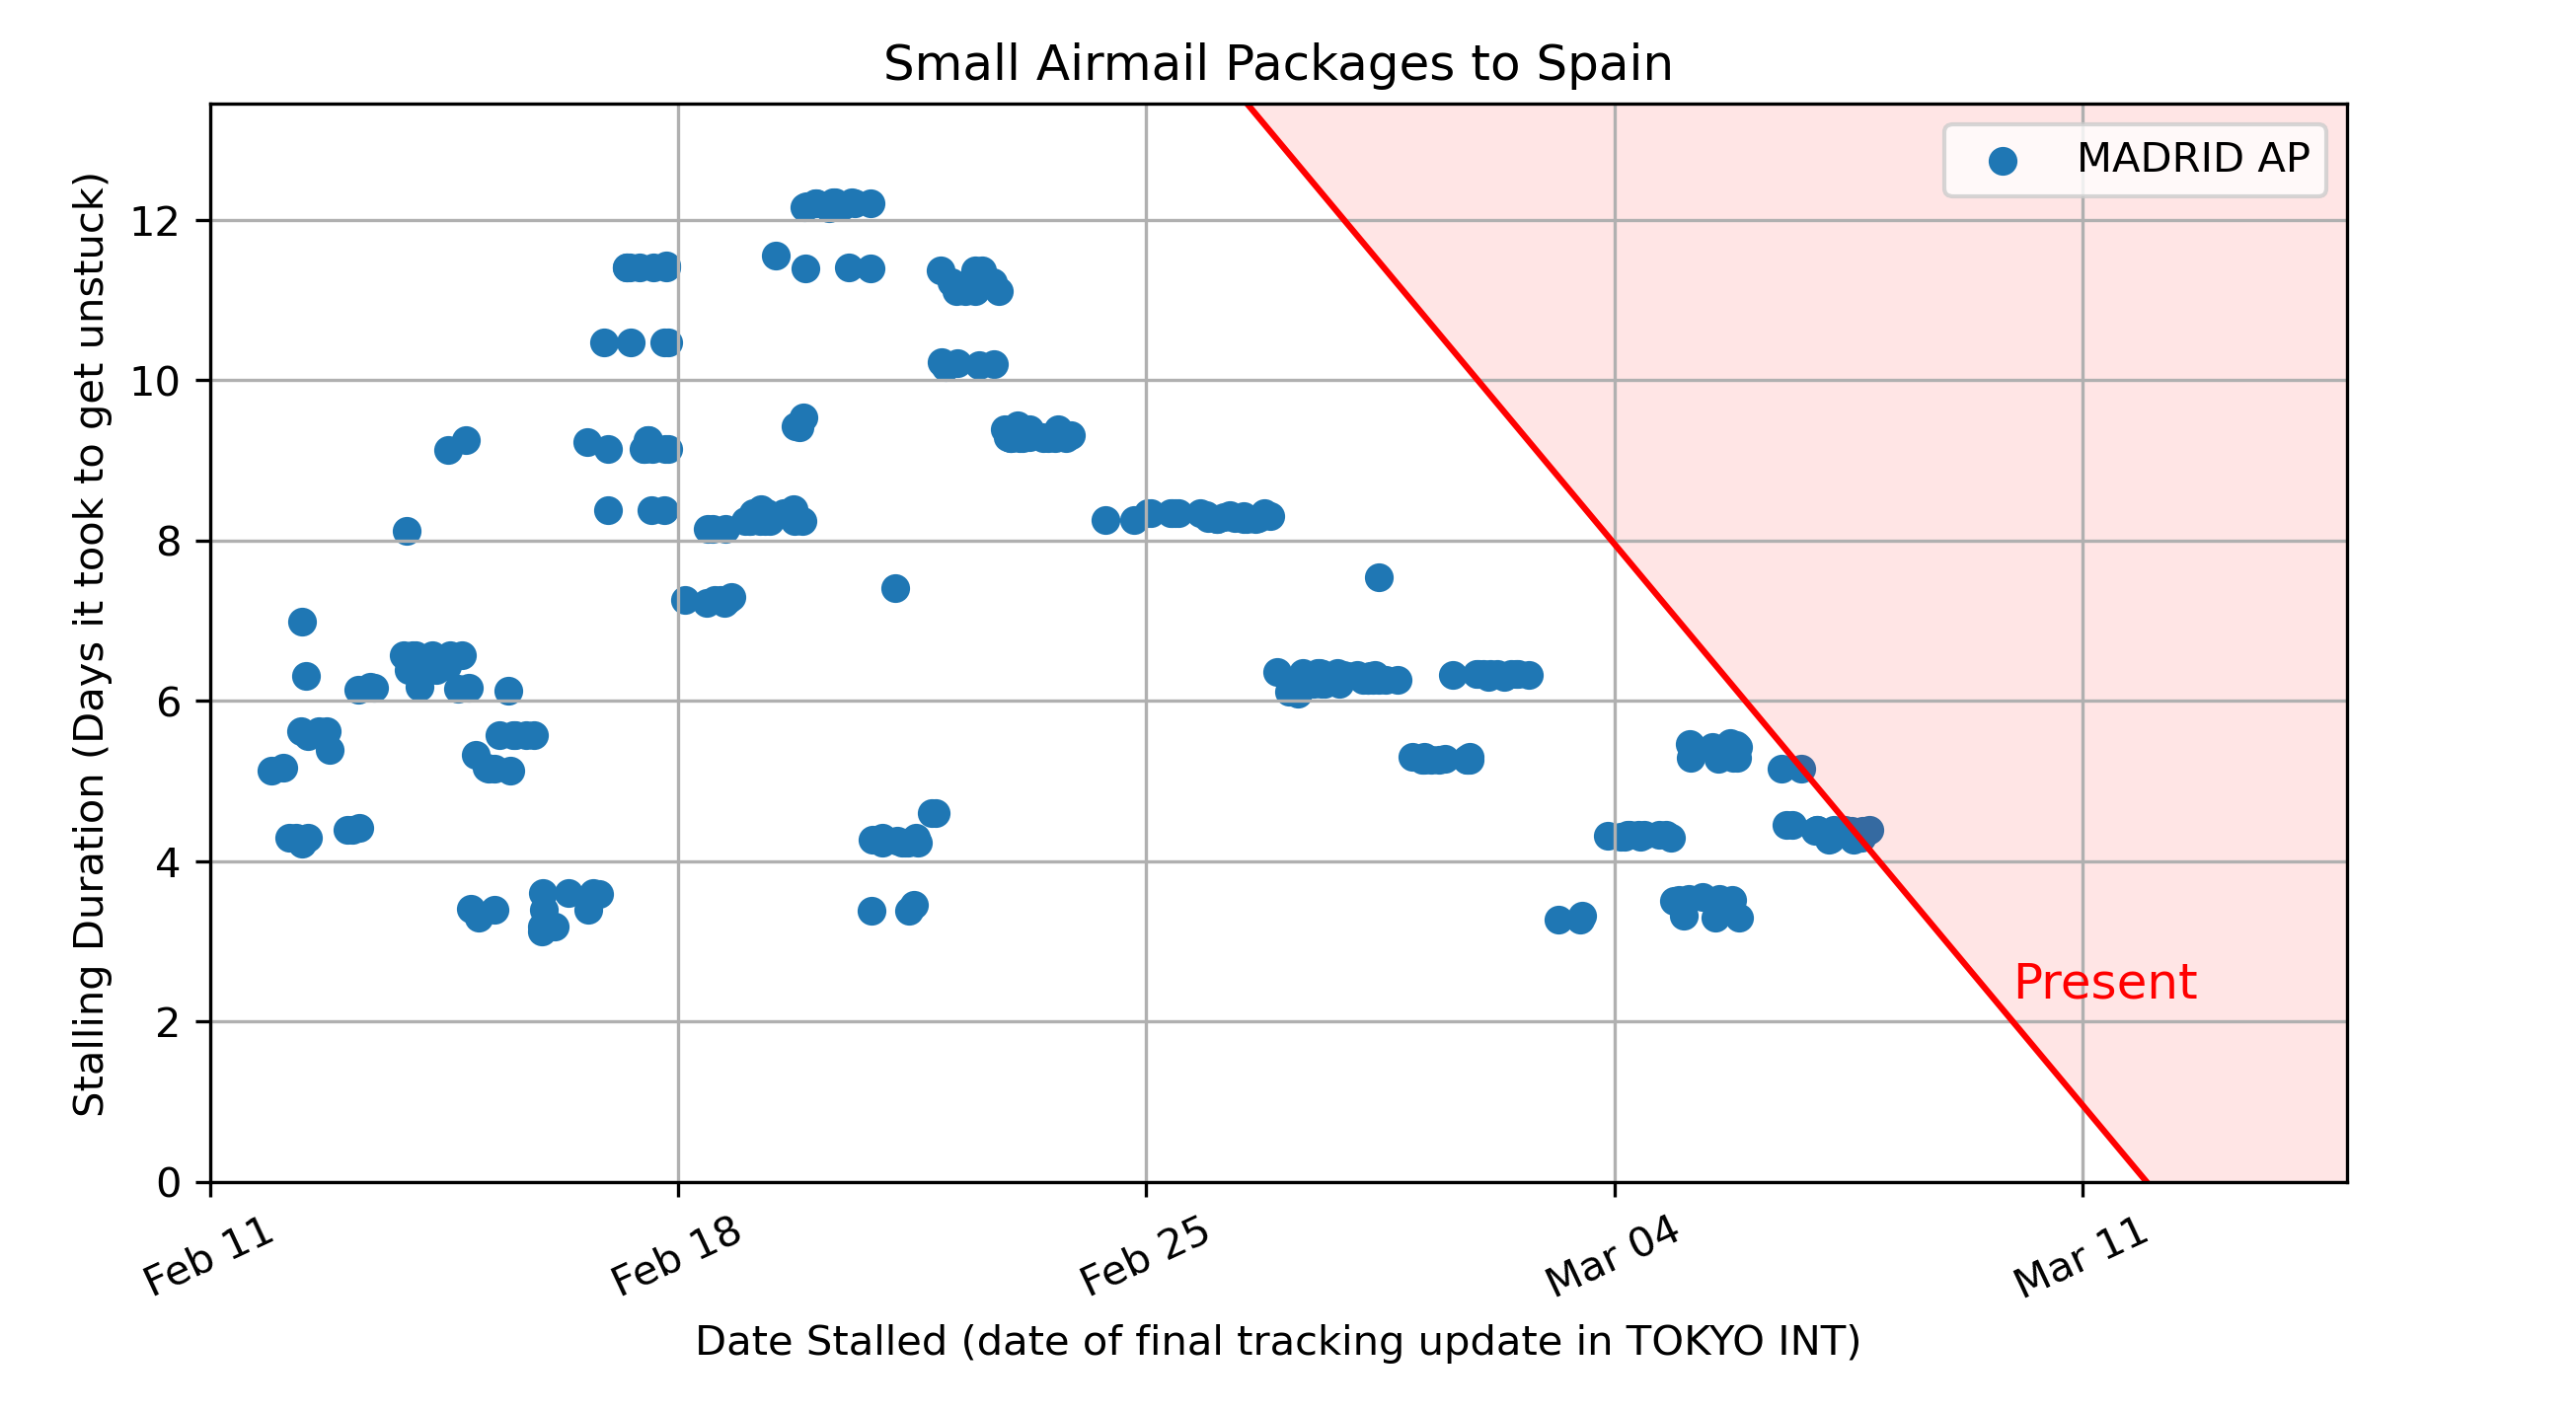 Small Airmail Packages to Spain
MADRID AP
Stalling Duration (Days it took to get unstuck)
12
10
8
6
4
2
0
Present
Feb 11
Feb 18
Feb 25
Mar 04
Mar 11
Date Stalled (date of final tracking update in TOKYO INT)